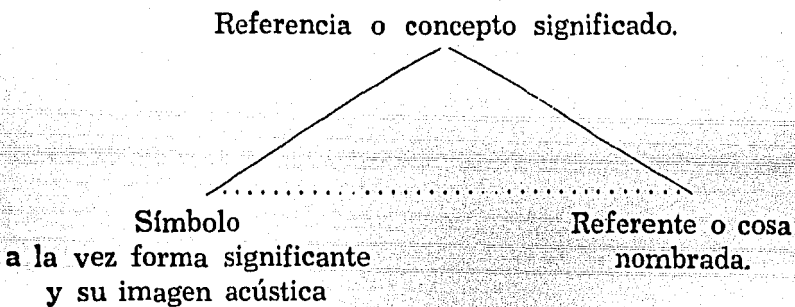 Referencia o concepto significado.
Símbolo
a la vez forma significante
y su imagen acústica
Referente o cosa
nombrada.